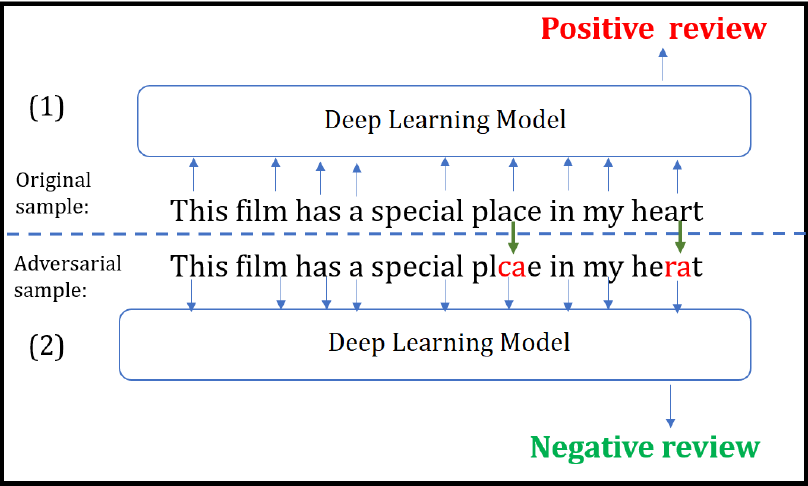 Positive review
(1)
Deep Learning Model
Original
sample:
This film has a special place in my heart
Adversarial
sample:
This film has a special plcae in my herat
(2)
Deep Learning Model
Negative review